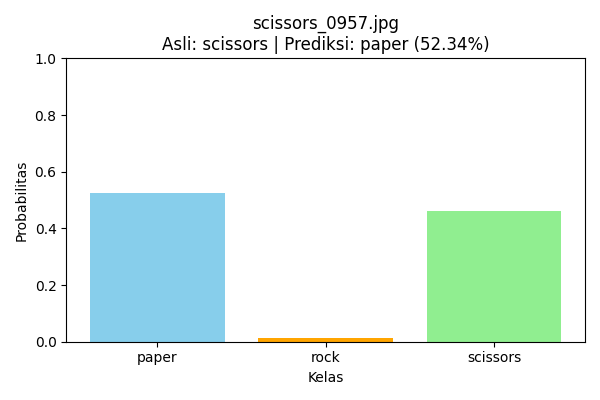 scissors_0957.jpg
Asli: scissors | Prediksi: paper (52.34%)
1.0
0.8
0.6
0.4
0.2
0.0
Probabilitas
paper
rock
scissors
Kelas